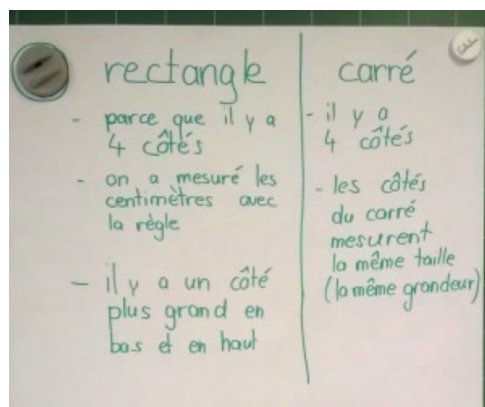 rectangle
- parce que il y a
4 côtés
- on a mesuré les
centimètres avec
la règle
- il y a un côté
plus grand en
bas et en haut
carré
- il y a
4 côtés
- les côtés
du carré
mesurent
la même taille
(la même grandeur)